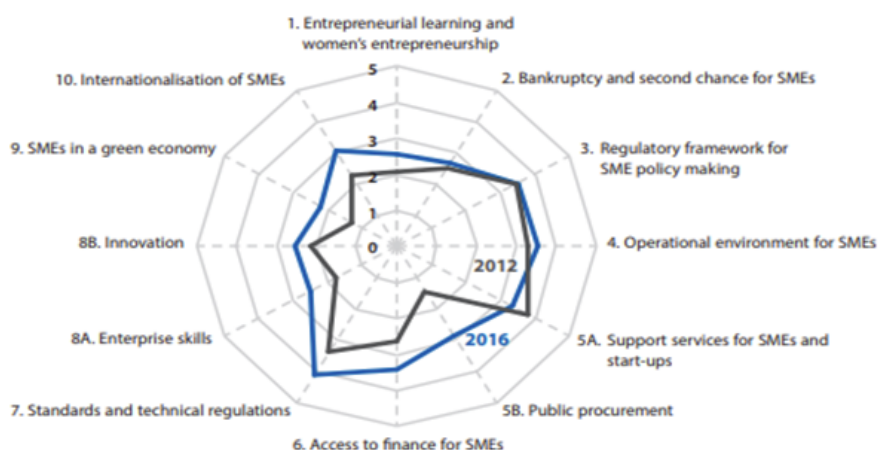 1. Entrepreneurial learning and
women's entrepreneurship
10. Internationalisation of SMEs
2. Bankruptcy and second chance for SMEs
9. SMEs in a green economy
3. Regulatory framework for
SME policy making
8B. Innovation
4. Operational environment for SMEs
8A. Enterprise skills
5A. Support services for SMEs and
start-ups
7. Standards and technical regulations
5B. Public procurement
6. Access to finance for SMEs
5
4
3
2
1
0
2012
2016